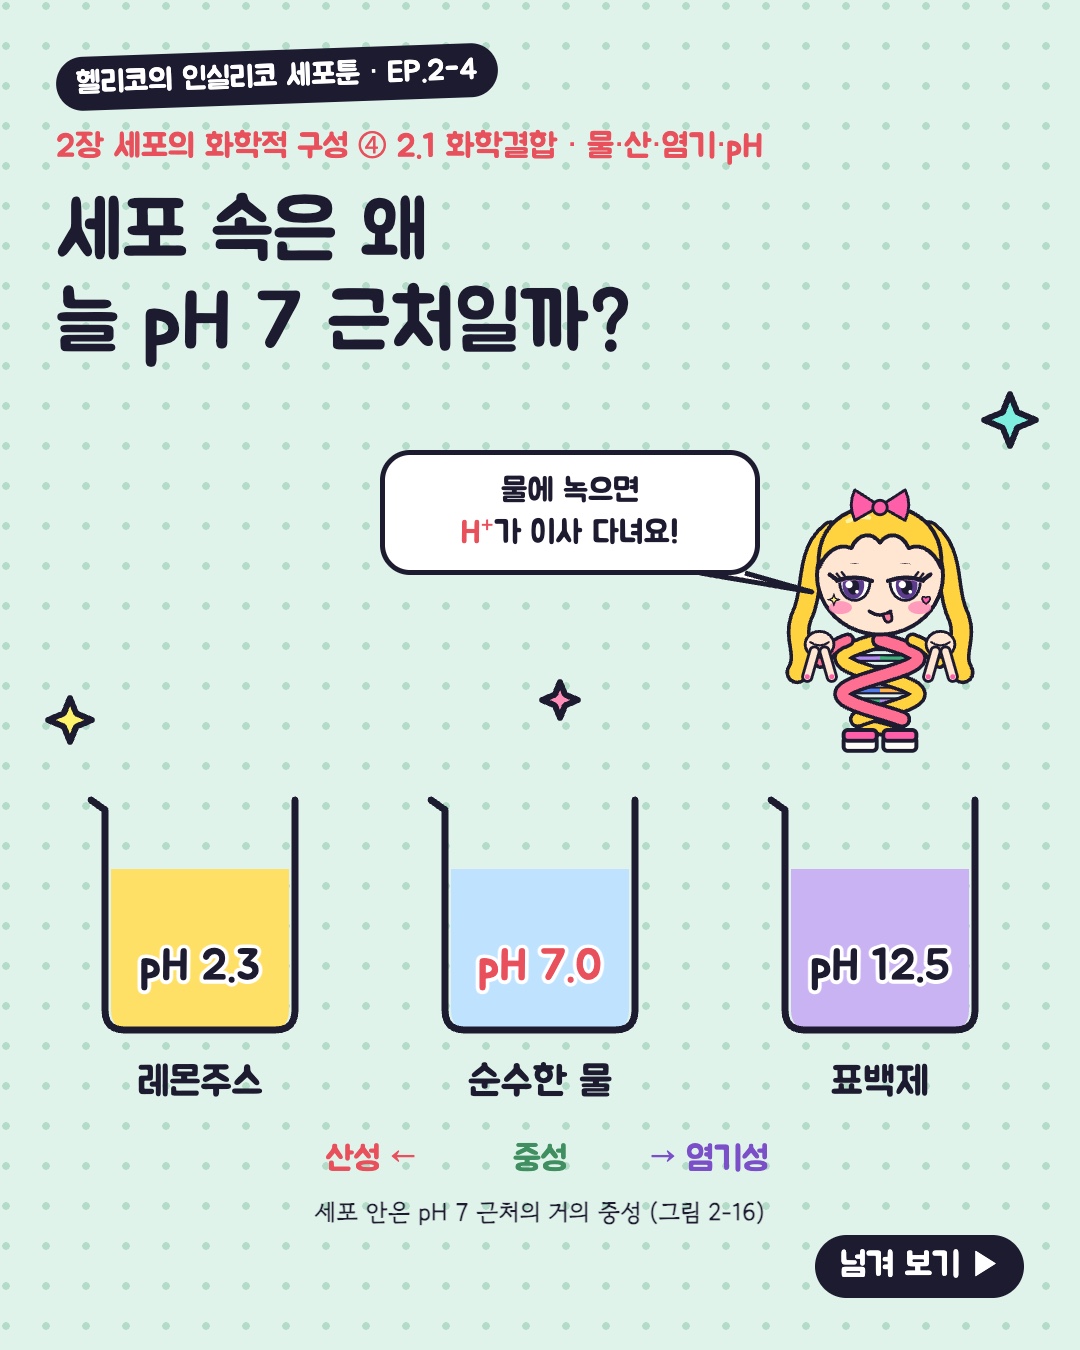 헬리코의 인실리코 세포툰 · EP.2-4
2장 세포의 화학적 구성 ④ 2.1 화학결합 · 물·산·염기·pH
세포 속은 왜
늘 pH 7 근처일까?
물에 녹으면
H⁺가 이사 다녀요!
pH 2.3
pH 7.0
pH 12.5
레몬주스
순수한 물
표백제
산성 ←
중성
→ 염기성
세포 안은 pH 7 근처의 거의 중성 (그림 2-16)
넘겨 보기 ▶